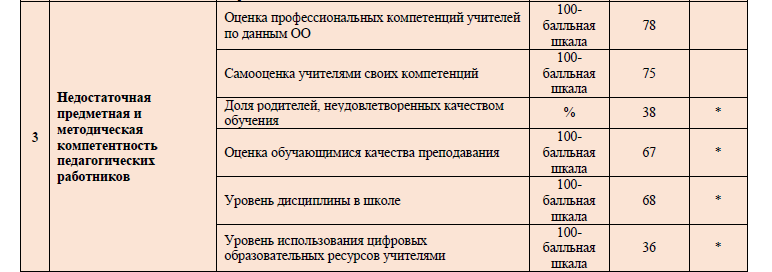 Оценка профессиональных компетенций учителей
по данным ОО
100-
балльная
шкала
78
Самооценка учителями своих компетенций
100-
балльная
шкала
75
3
Недостаточная
предметная и
методическая
компетентность
педагогических
работников
Доля родителей, неудовлетворенных качеством
обучения
%
38
*
Оценка обучающимися качества преподавания
100-
балльная
шкала
67
*
Уровень дисциплины в школе
100-
балльная
шкала
68
*
Уровень использования цифровых
образовательных ресурсов учителями
100-
балльная
шкала
36
*